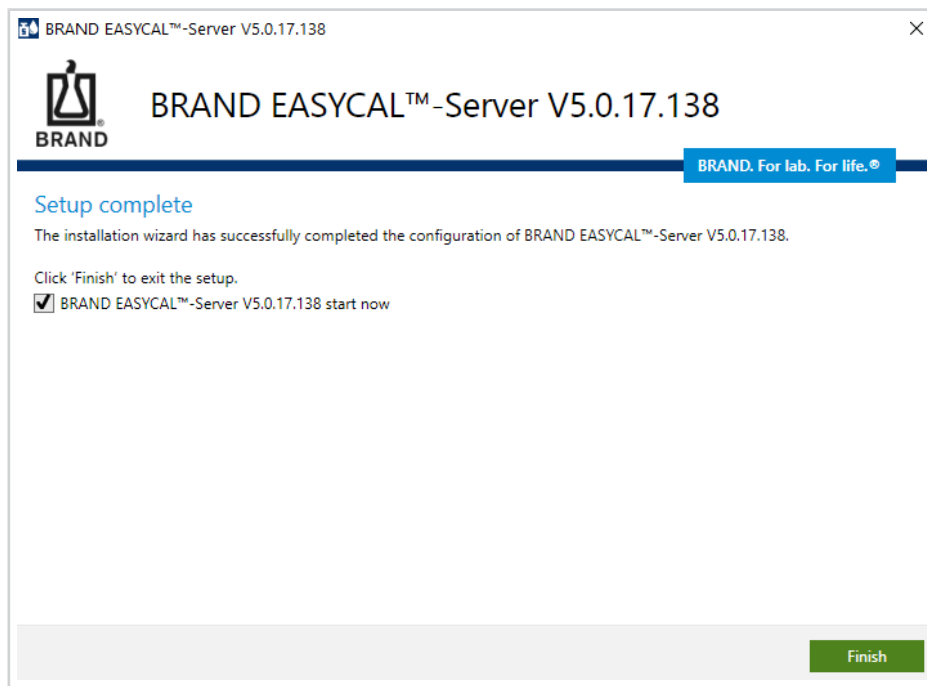 BRAND EASYCAL™-Server V5.0.17.138
BRAND®
BRAND EASYCAL™-Server V5.0.17.138
BRAND. For lab. For life.®
Setup complete
The installation wizard has successfully completed the configuration of BRAND EASYCAL™-Server V5.0.17.138.
Click ‘Finish’ to exit the setup.
BRAND EASYCAL™-Server V5.0.17.138 start now
Finish